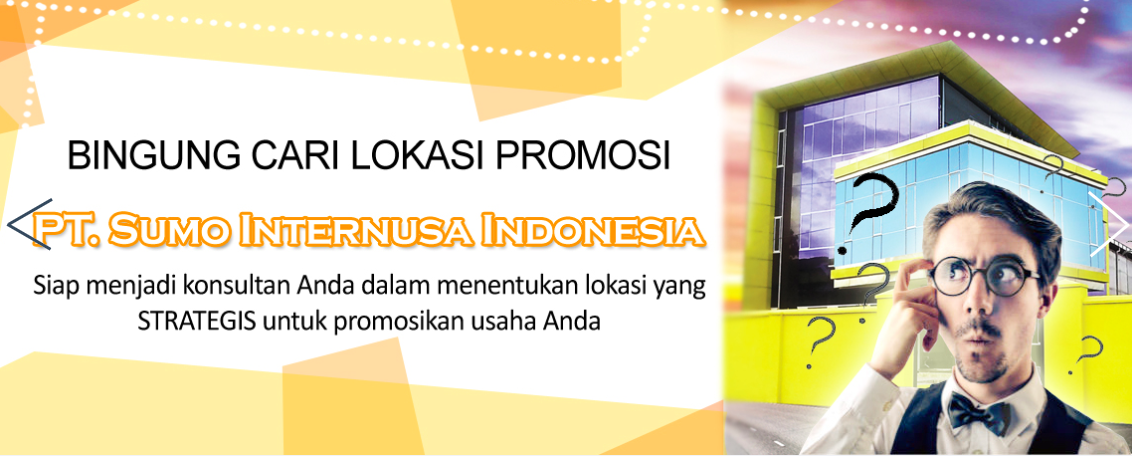 BINGUNG CARI LOKASI PROMOSI
PT. SUMO INTERNUSA INDONESIA
Siap menjadi konsultan Anda dalam menentukan lokasi yang
STRATEGIS untuk promosikan usaha Anda